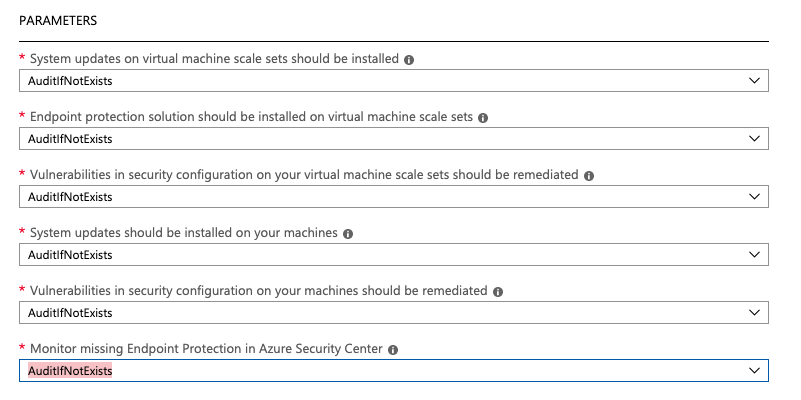 PARAMETERS
* System updates on virtual machine scale sets should be installed
AuditIfNotExists
* Endpoint protection solution should be installed on virtual machine scale sets
AuditIfNotExists
* Vulnerabilities in security configuration on your virtual machine scale sets should be remediated
AuditIfNotExists
* System updates should be installed on your machines
AuditIfNotExists
* Vulnerabilities in security configuration on your machines should be remediated
AuditIfNotExists
* Monitor missing Endpoint Protection in Azure Security Center
AuditIfNotExists